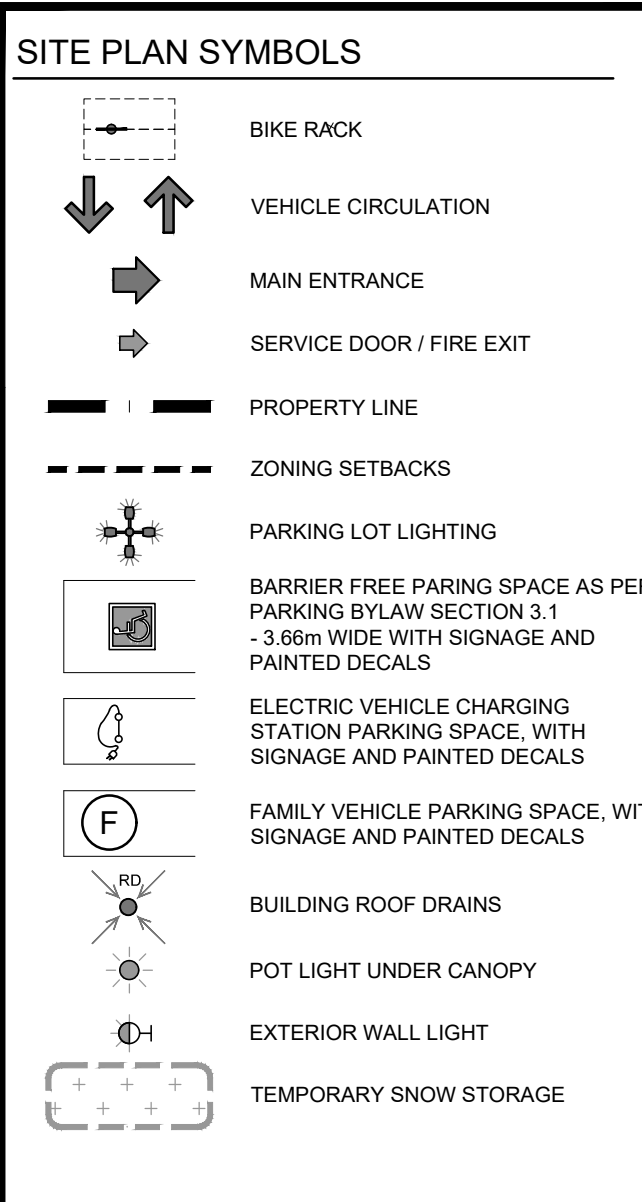 SITE PLAN SYMBOLS
BIKE RACK
VEHICLE CIRCULATION
MAIN ENTRANCE
SERVICE DOOR / FIRE EXIT
PROPERTY LINE
ZONING SETBACKS
PARKING LOT LIGHTING
BARRIER FREE PARING SPACE AS PER
PARKING BYLAW SECTION 3.1
- 3.66m WIDE WITH SIGNAGE AND
PAINTED DECALS
ELECTRIC VEHICLE CHARGING
STATION PARKING SPACE, WITH
SIGNAGE AND PAINTED DECALS
F
FAMILY VEHICLE PARKING SPACE, WIT
SIGNAGE AND PAINTED DECALS
RD
BUILDING ROOF DRAINS
POT LIGHT UNDER CANOPY
EXTERIOR WALL LIGHT
TEMPORARY SNOW STORAGE